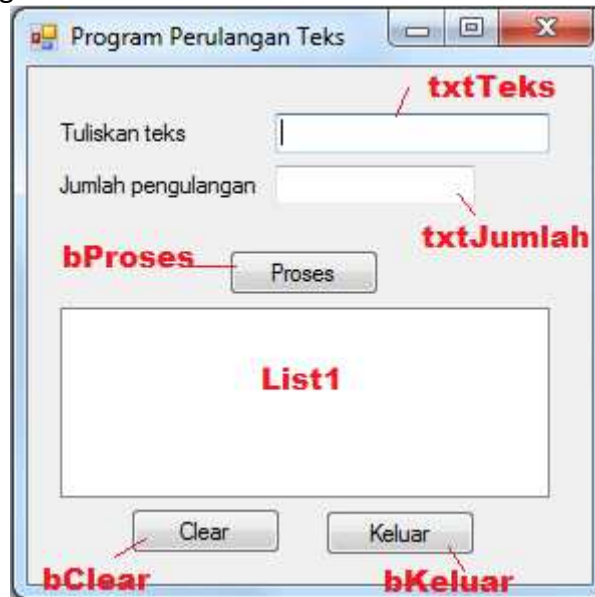 Program Perulangan Teks
txtTeks
Tuliskan teks
Jumlah pengulangan
txtJumlah
bProses
Proses
List1
Clear
Keluar
bClear
bKeluar